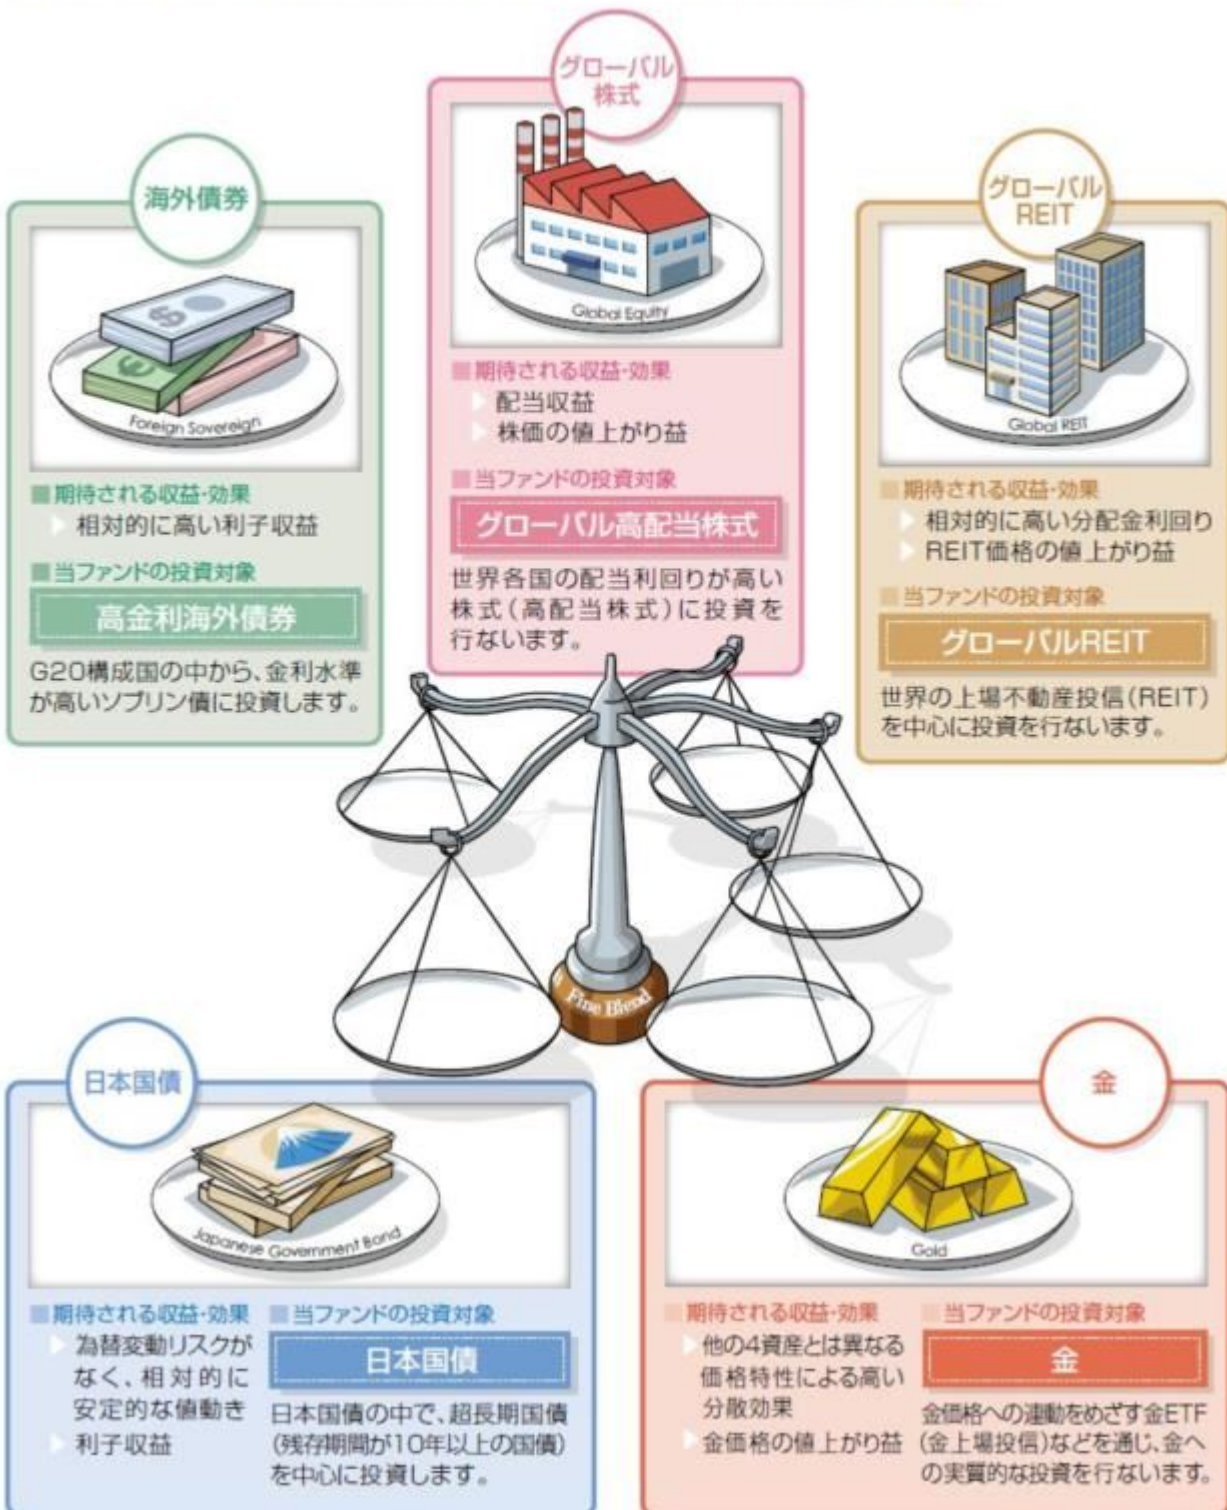 グローバル
株式
Global Equity
■期待される収益・効果
配当収益
株価の値上がり益
■当ファンドの投資対象
グローバル高配当株式
世界各国の配当利回りが高い
株式(高配当株式)に投資を
行ないます。
海外債券
Foreign Sovereign
■期待される収益・効果
相対的に高い利子収益
■当ファンドの投資対象
高金利海外債券
G20構成国の中から、金利水準
が高いソブリン債に投資します。
グローバル
REIT
Global REIT
■期待される収益・効果
相対的に高い分配金利回り
REIT価格の値上がり益
■当ファンドの投資対象
グローバルREIT
世界の上場不動産投信(REIT)
を中心に投資を行ないます。
Fine Blend
日本国債
Japanese Government Bond
■期待される収益・効果
為替変動リスクが
なく、相対的に
安定的な値動き
利子収益
■当ファンドの投資対象
日本国債
日本国債の中で、超長期国債
(残存期間が10年以上の国債)
を中心に投資します。
金
Gold
■期待される収益・効果
他の4資産とは異なる
価格特性による高い
分散効果
金価格の値上がり益
■当ファンドの投資対象
金
金価格への連動をめざす金ETF
(金上場投信)などを通じ、金へ
の実質的な投資を行ないます。